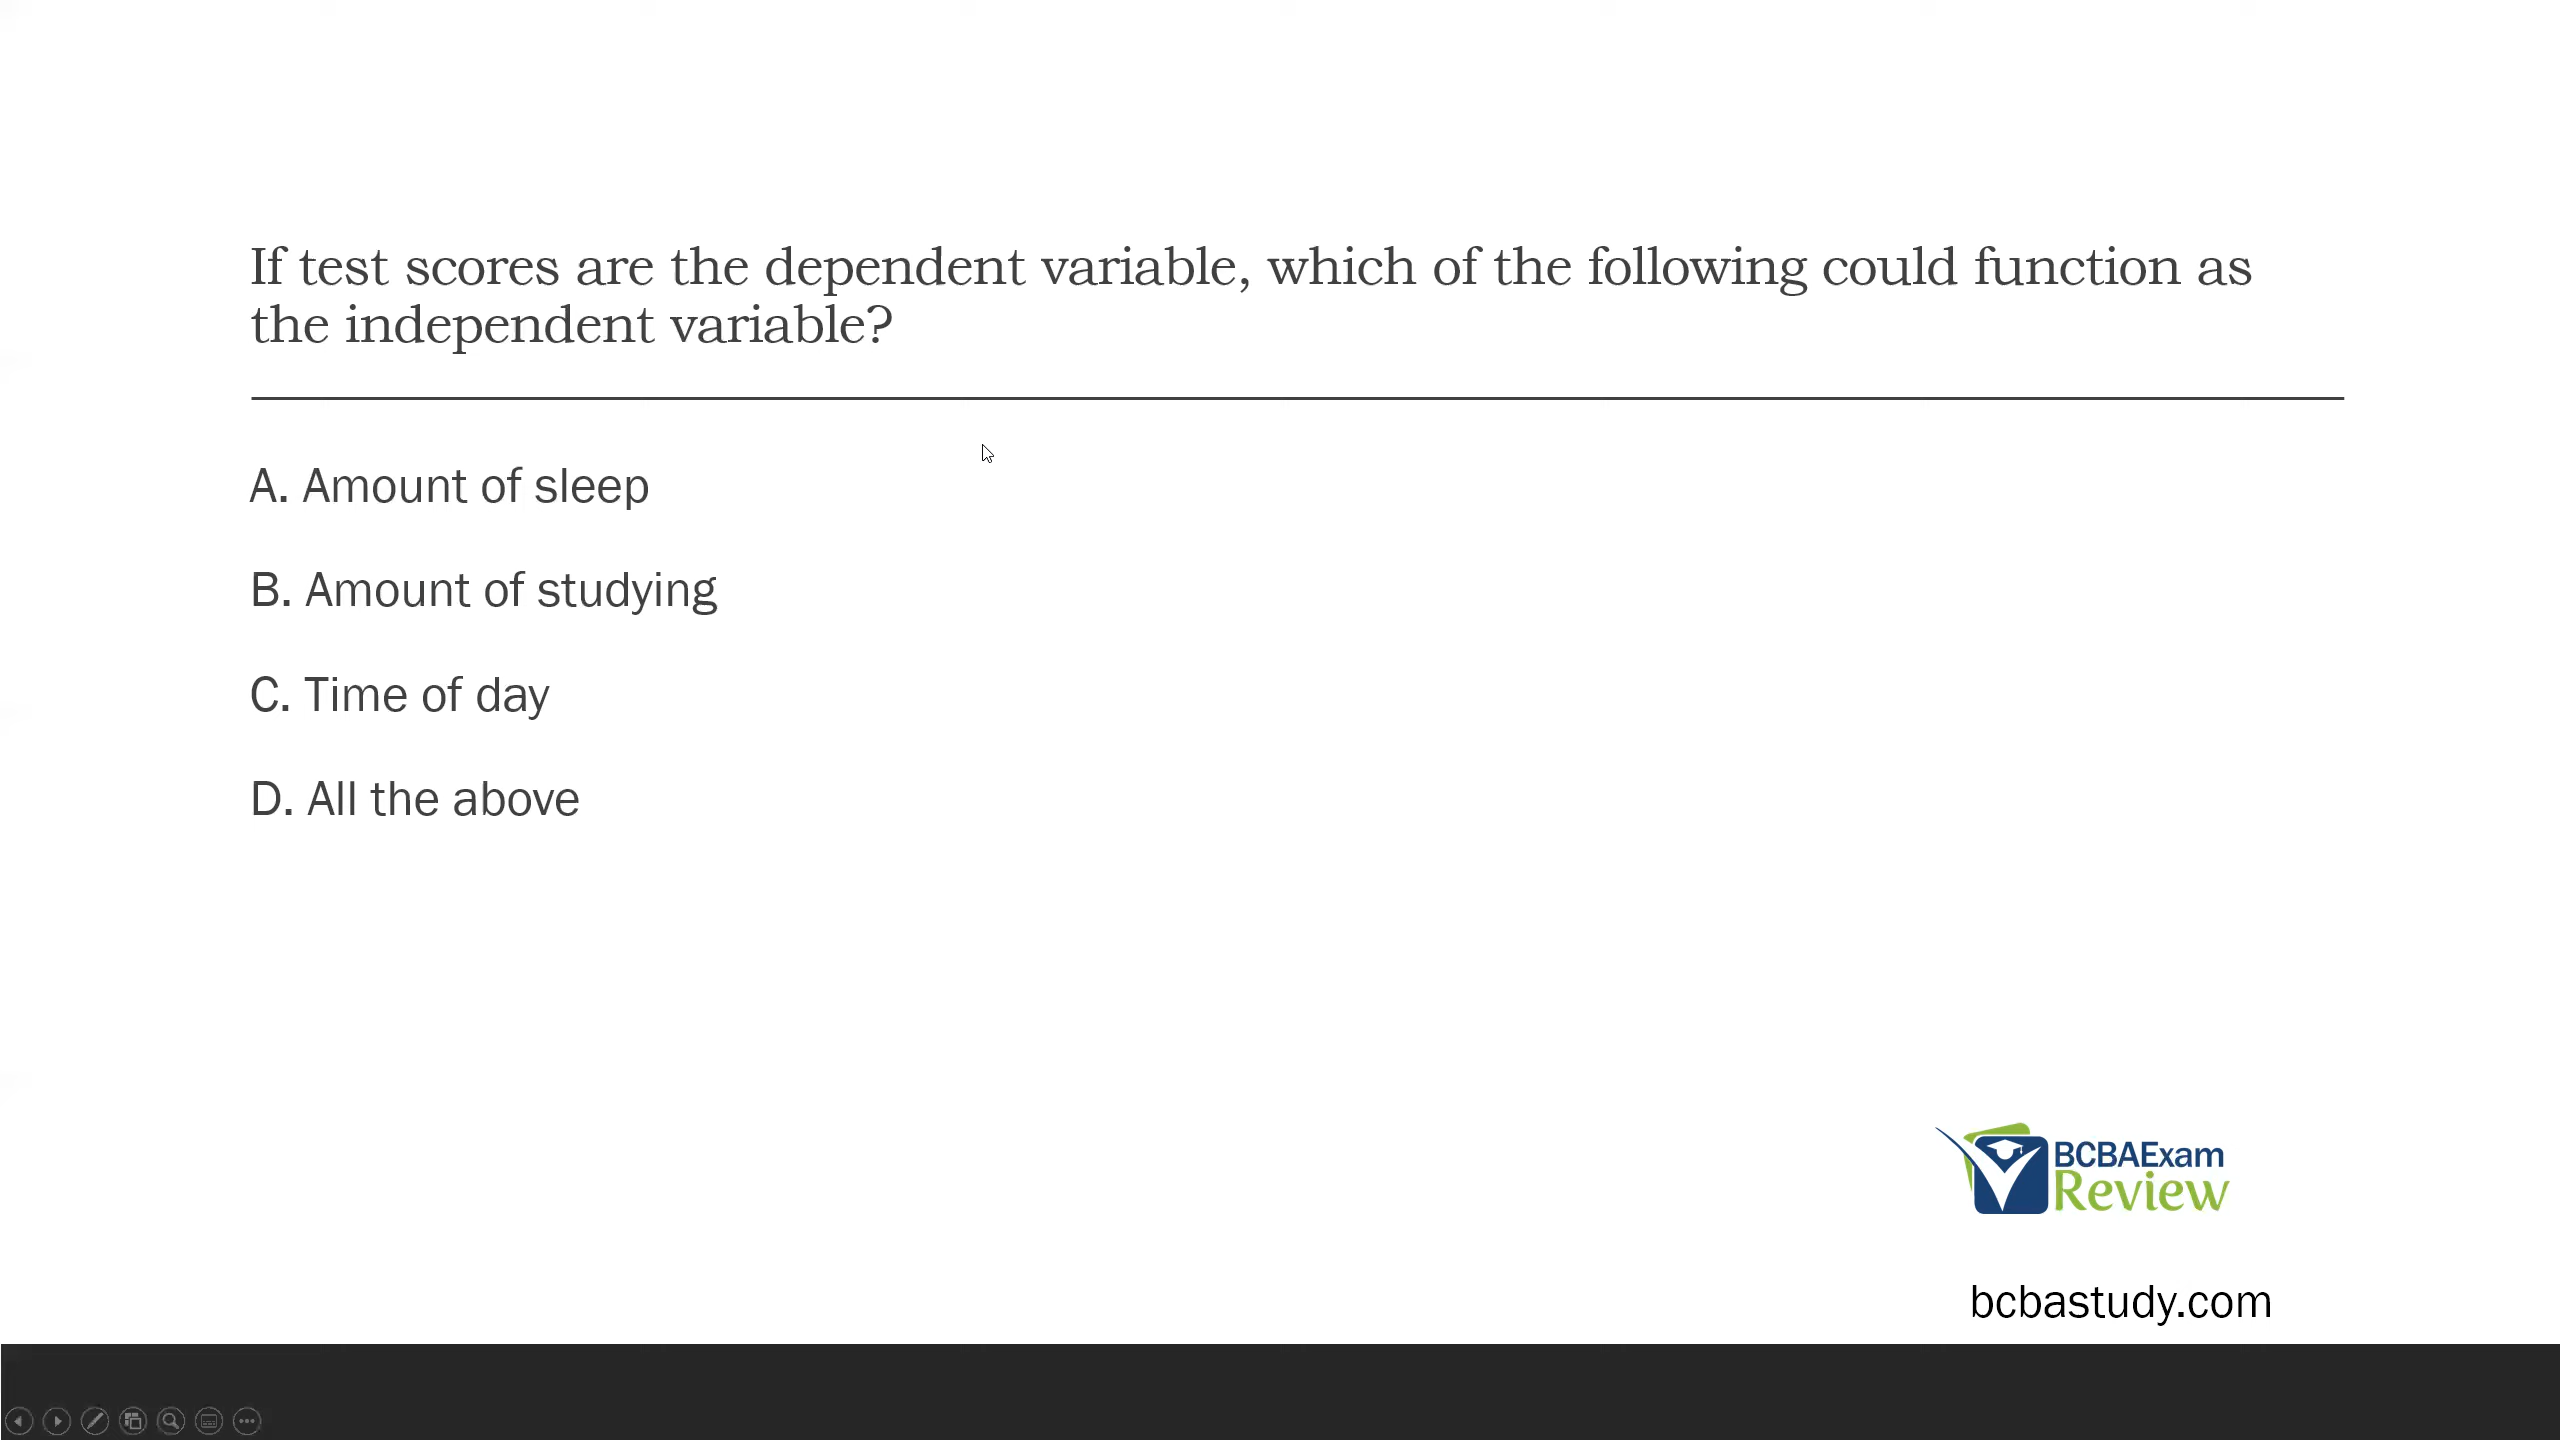 If test scores are the dependent variable, which of the following could function as
the independent variable?
A. Amount of sleep
B. Amount of studying
C. Time of day
D. All the above
BCBAExam
Review
bcbastudy.com